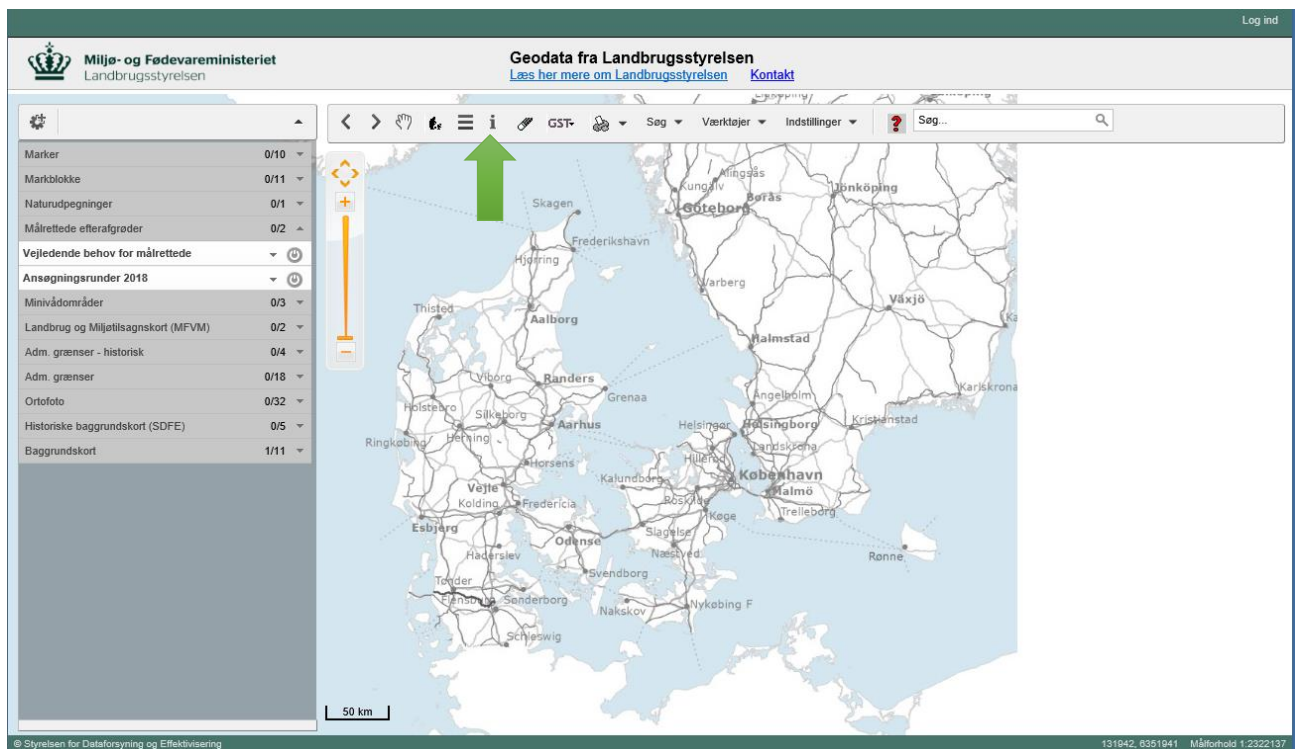 Log ind
Miljø- og Fødevareministeriet
Landbrugsstyrelsen
Geodata fra Landbrugsstyrelsen
Læs her mere om Landbrugsstyrelsen Kontakt
i GST Søg Værktøjer Indstillinger ? Søg...
Marker 0/10
Markblokke 0/11
Naturudpegninger 0/1
Målrettede efterafgrøder 0/2
Vejledende behov for målrettede
Ansøgningsrunder 2018
Minivådområder 0/3
Landbrug og Miljøtilsagnskort (MFVM) 0/2
Adm. grænser - historisk 0/4
Adm. grænser 0/18
Ortofoto 0/32
Historiske baggrundskort (SDFE) 0/5
Baggrundskort 1/11
Alingsås
Kungälv
Jönköping
Borås
Göteborg
Skagen
Frederikshavn
Hjørring
Varberg
Växjö
Thisted
Aalborg
Halmstad
Viborg
Randers
Karlskrona
Grenaa
Ängelholm
Holstebro
Silkeborg
Kristianstad
Aarhus
Helsingør
Helsingborg
Ringkøbing
Herning
Landskrona
Hillerød
Horsens
København
Kalundborg
Vejle
Malmö
Roskilde
Kolding
Fredericia
Trelleborg
Køge
Esbjerg
Slagelse
Odense
Næstved
Rønne
Haderslev
Svendborg
Tønder
Flensburg
Sønderborg
Nykøbing F
Nakskov
Schleswig
50 km
© Styrelsen for Dataforsyning og Effektivisering
131942, 6351941 Målforhold 1:2322137